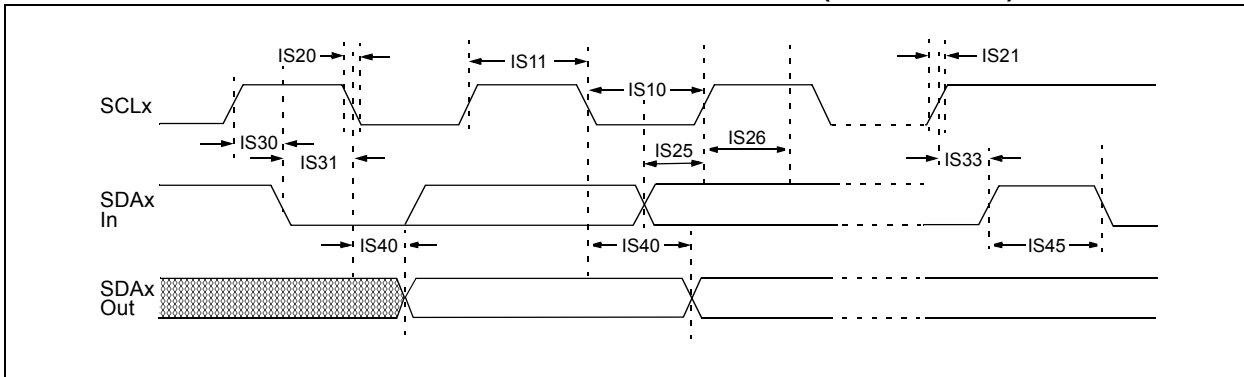 IS20
IS11
IS21
IS10
SCLx
IS30
IS31
IS25
IS26
IS33
SDAx
In
IS40
IS40
IS45
SDAx
Out